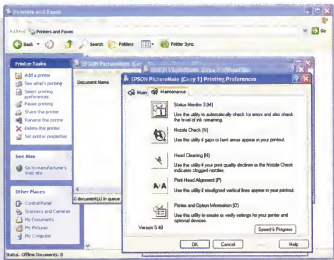 Printers and Faxes
Address Printers and Faxes
Go
Back Search Folders Folder Sync
Printer Tasks
Add a printer
See what's printing
Select printing preferences
Pause printing
Share this printer
Rename this printer
Delete this printer
Set printer properties
See Also
Go to manufacturer's web site
Other Places
Control Panel
Scanners and Cameras
My Documents
My Pictures
My Computer
Status: Offline Documents: 0
Document Name
0 document(s) in queue
EPSON PictureMate (Copy 1) Printing Preferences
Main Maintenance
Status Monitor 3 [M]
Use this utility to automatically check for errors and also check the level of ink remaining.
Nozzle Check [N]
Use this utility if gaps or faint areas appear in your printout.
Head Cleaning [H]
Use this utility if your print quality declines or the Nozzle Check indicates clogged nozzles.
Print Head Alignment [P]
Use this utility if misaligned vertical lines appear in your printout.
Printer and Option Information [O]
Use this utility to create or verify settings for your printer and optional devices.
Version 5.40
Speed & Progress
OK Cancel Help